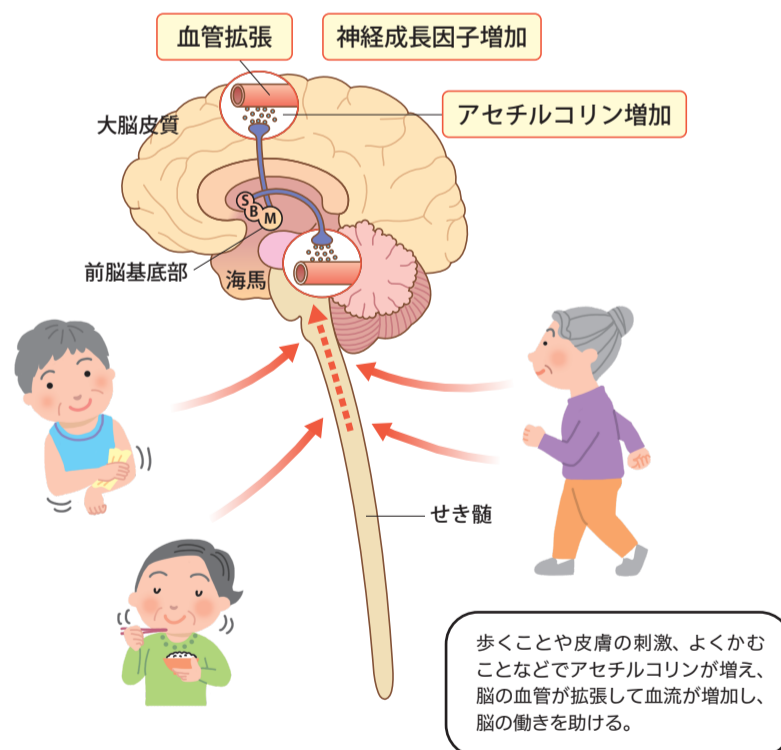 血管拡張
神経成長因子増加
アセチルコリン増加
大脳皮質
S
B
M
前脳基底部
海馬
せき髄
歩くことや皮膚の刺激、よくかむ
ことなどでアセチルコリンが増え、
脳の血管が拡張して血流が増加し、
脳の働きを助ける。